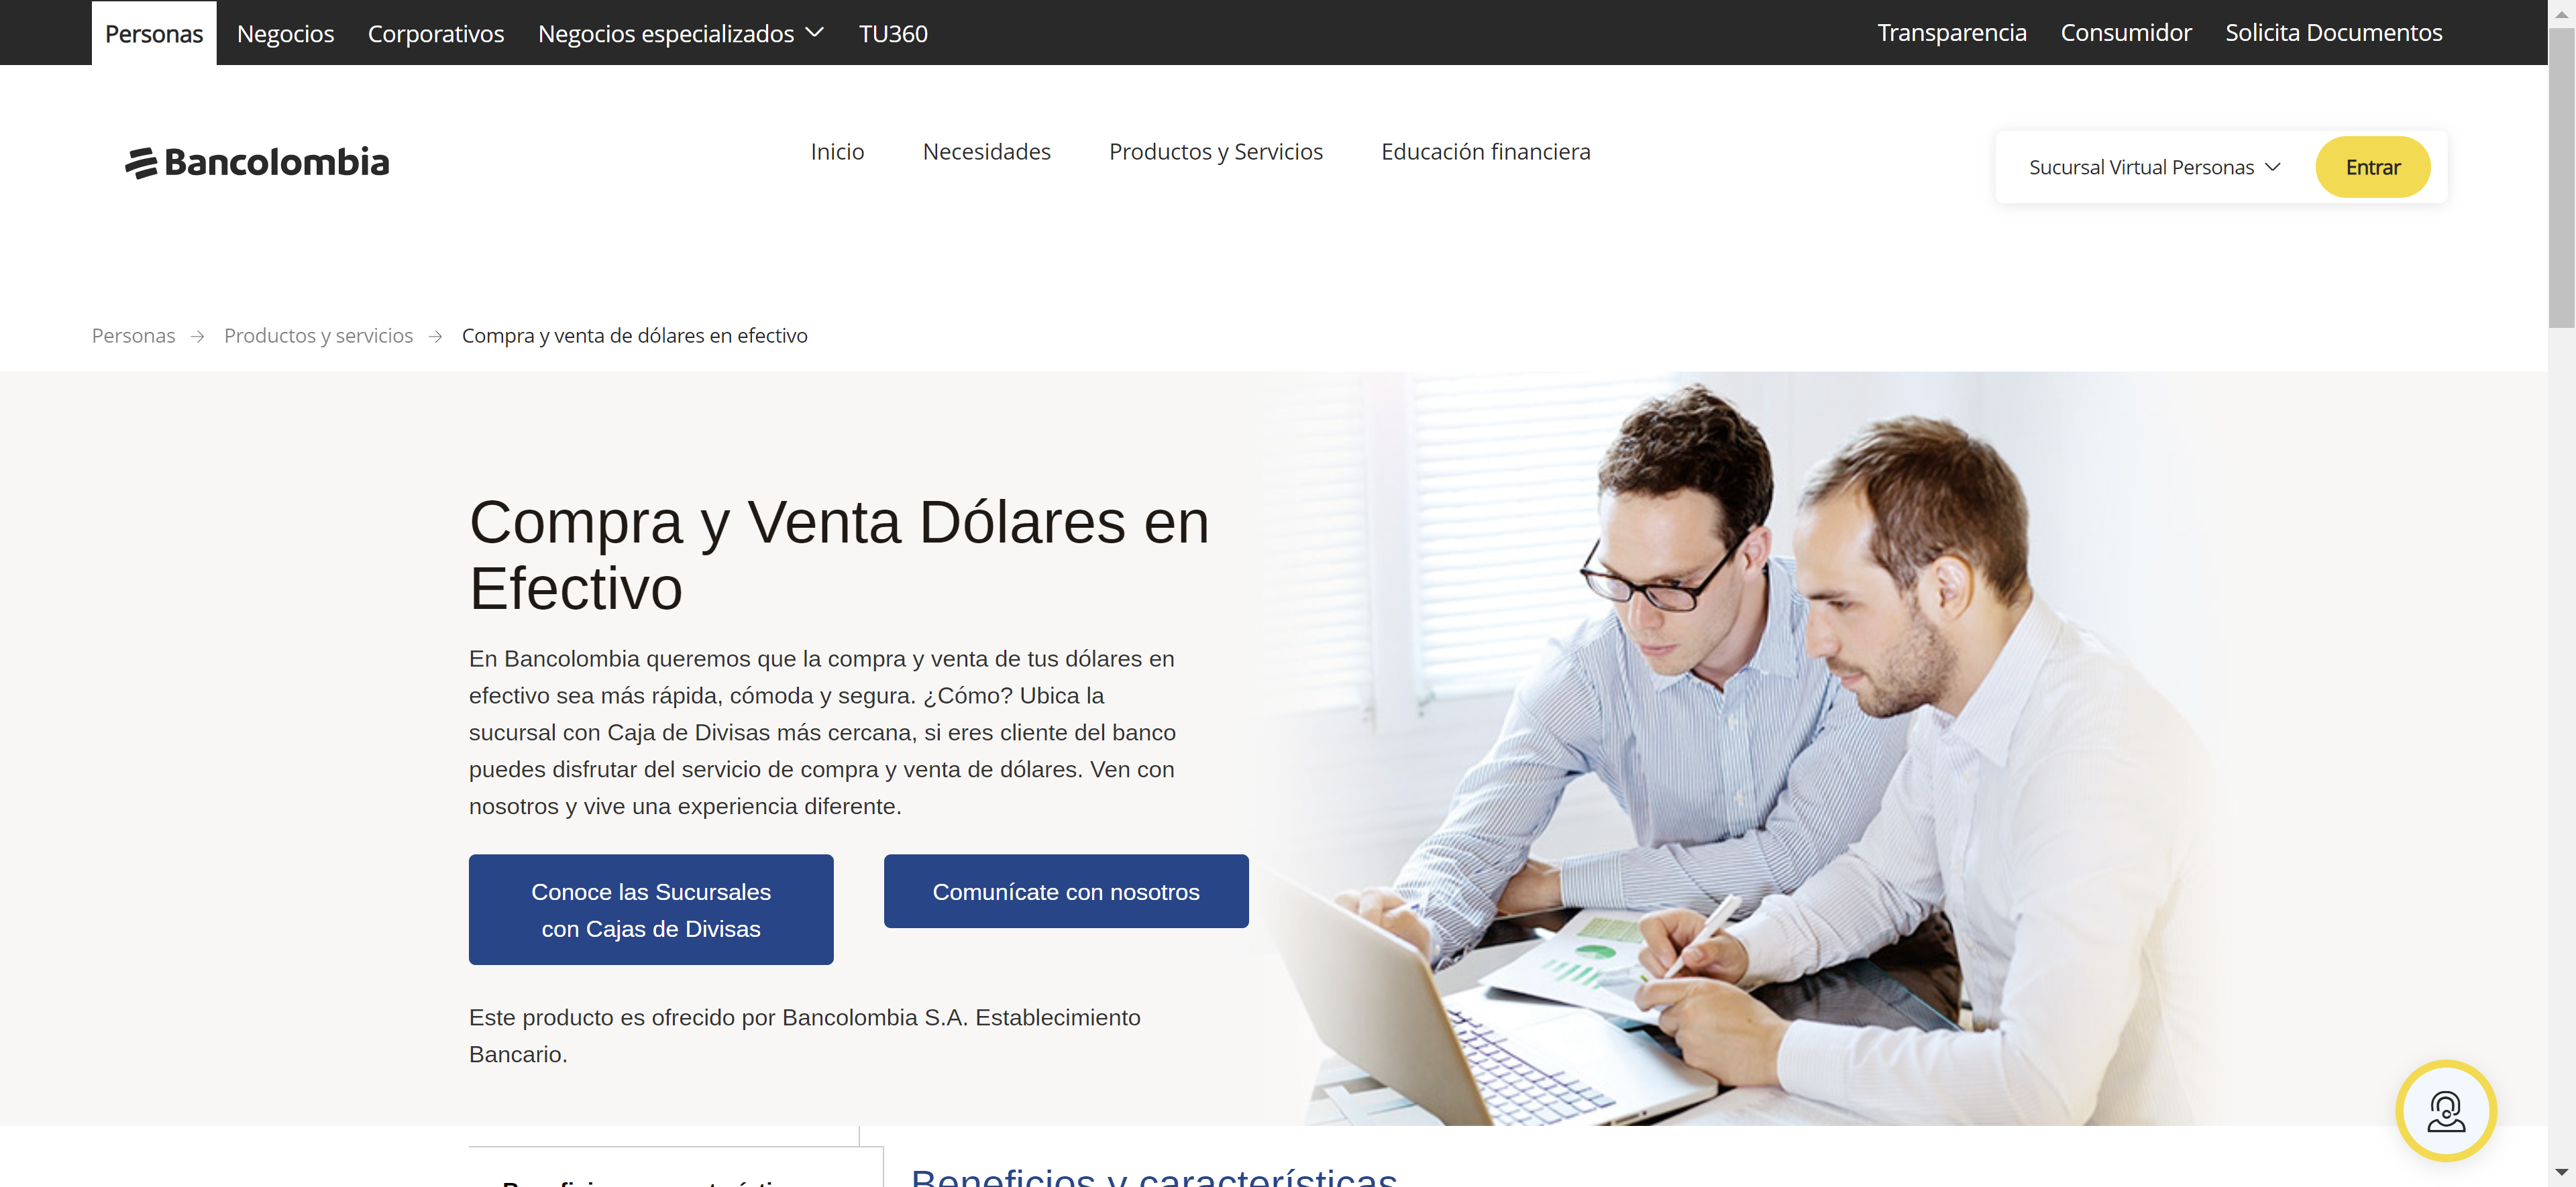 Personas Negocios Corporativos Negocios especializados TU360 Transparencia Consumidor Solicita Documentos
Bancolombia Inicio Necesidades Productos y Servicios Educación financiera Sucursal Virtual Personas Entrar
Personas → Productos y servicios → Compra y venta de dólares en efectivo
Compra y Venta Dólares en
Efectivo
En Bancolombia queremos que la compra y venta de tus dólares en
efectivo sea más rápida, cómoda y segura. ¿Cómo? Ubica la
sucursal con Caja de Divisas más cercana, si eres cliente del banco
puedes disfrutar del servicio de compra y venta de dólares. Ven con
nosotros y vive una experiencia diferente.
Conoce las Sucursales
con Cajas de Divisas
Comunícate con nosotros
Este producto es ofrecido por Bancolombia S.A. Establecimiento
Bancario.
Beneficios y características